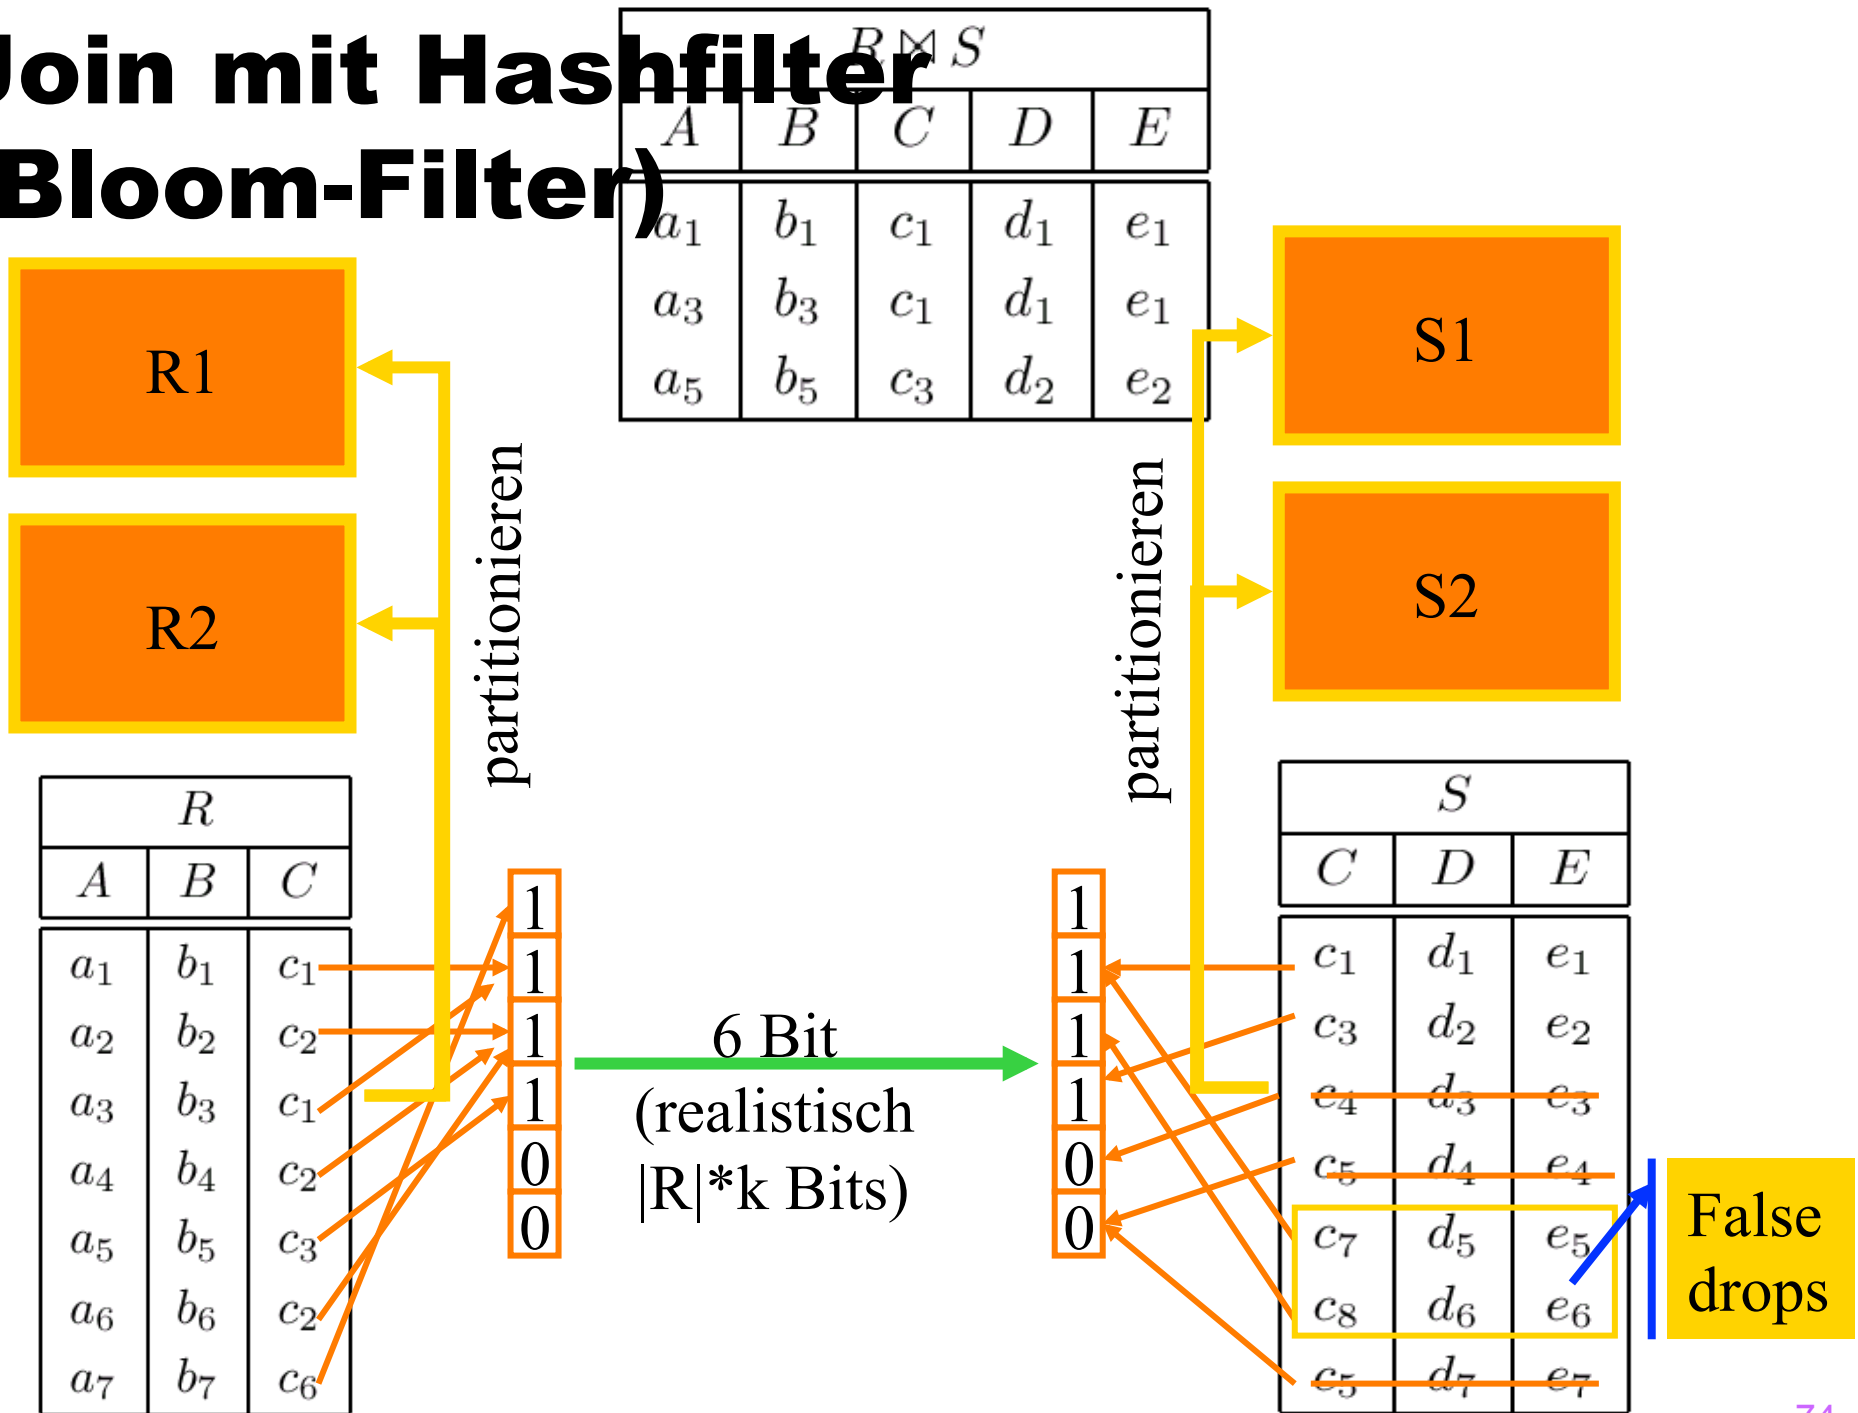 Join mit Hashfilter
Bloom-Filter)
R ⋈ S
A B C D E
a₁ b₁ c₁ d₁ e₁
a₃ b₃ c₁ d₁ e₁
a₅ b₅ c₃ d₂ e₂
R1
R2
S1
S2
partitionieren
partitionieren
R
A B C
a₁ b₁ c₁
a₂ b₂ c₂
a₃ b₃ c₁
a₄ b₄ c₂
a₅ b₅ c₃
a₆ b₆ c₂
a₇ b₇ c₆
1
1
1
1
0
0
6 Bit
(realistisch
|R|*k Bits)
1
1
1
1
0
0
S
C D E
c₁ d₁ e₁
c₃ d₂ e₂
c₄ d₃ e₃
c₅ d₄ e₄
c₇ d₅ e₅
c₈ d₆ e₆
c₅ d₇ e₇
False
drops